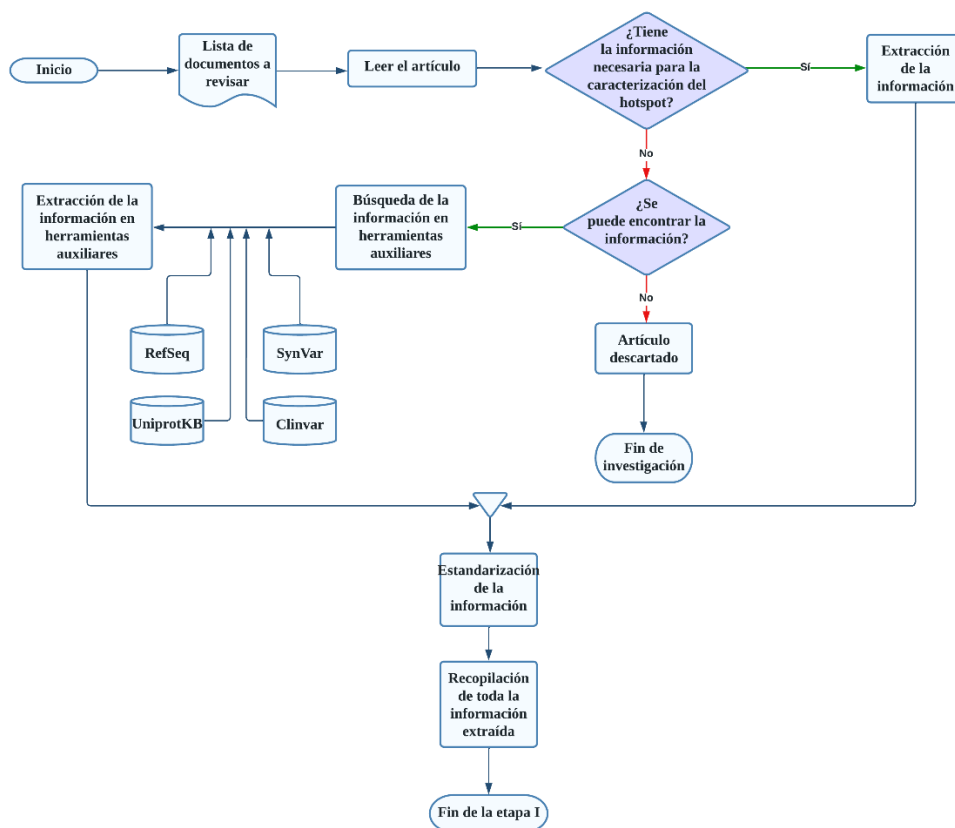 Inicio
Lista de
documentos a
revisar
Leer el artículo
¿Tiene
la información
necesaria para la
caracterización del
hotspot?
Sí
Extracción
de la
información
No
¿Se
puede encontrar la
información?
Sí
Búsqueda de la
información en
herramientas
auxiliares
Extracción de la
información en
herramientas
auxiliares
RefSeq
SynVar
UniprotKB
Clinvar
No
Artículo
descartado
Fin de
investigación
Estandarización
de la
información
Recopilación
de toda la
información
extraída
Fin de la etapa I